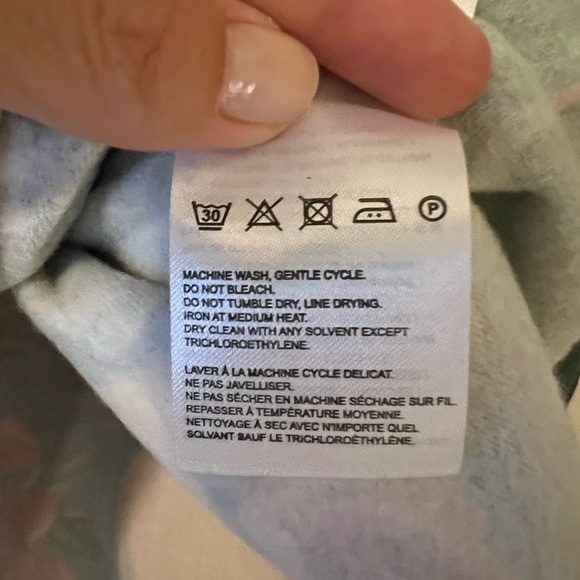 30
P
MACHINE WASH, GENTLE CYCLE.
DO NOT BLEACH.
DO NOT TUMBLE DRY, LINE DRYING.
IRON AT MEDIUM HEAT.
DRY CLEAN WITH ANY SOLVENT EXCEPT
TRICHLOROETHYLENE.
LAVER À LA MACHINE CYCLE DELICAT.
NE PAS JAVELLISER.
NE PAS SÉCHER EN MACHINE SÉCHAGE SUR FIL.
REPASSER À TEMPÉRATURE MOYENNE.
NETTOYAGE À SEC AVEC N'IMPORTE QUEL
SOLVANT SAUF LE TRICHLOROÉTHYLÈNE.